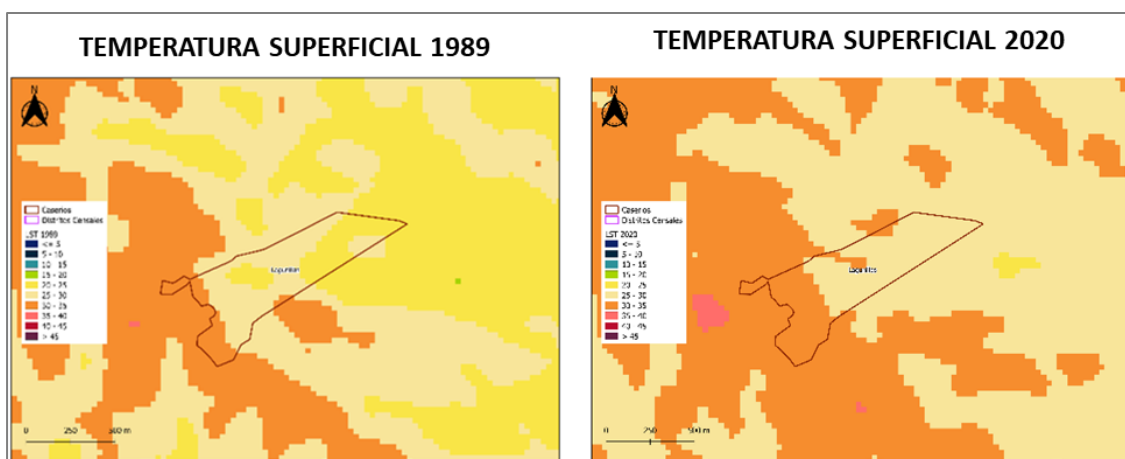 TEMPERATURA SUPERFICIAL 1989
N
Caserios
Distritos Censales
LST 1989
<= 5
5 - 10
10 - 15
15 - 20
20 - 25
25 - 30
30 - 35
35 - 40
40 - 45
> 45
0 250 500 m
TEMPERATURA SUPERFICIAL 2020
N
Caserios
Distritos Censales
LST 2020
<= 5
5 - 10
10 - 15
15 - 20
20 - 25
25 - 30
30 - 35
35 - 40
40 - 45
> 45
0 250 500 m